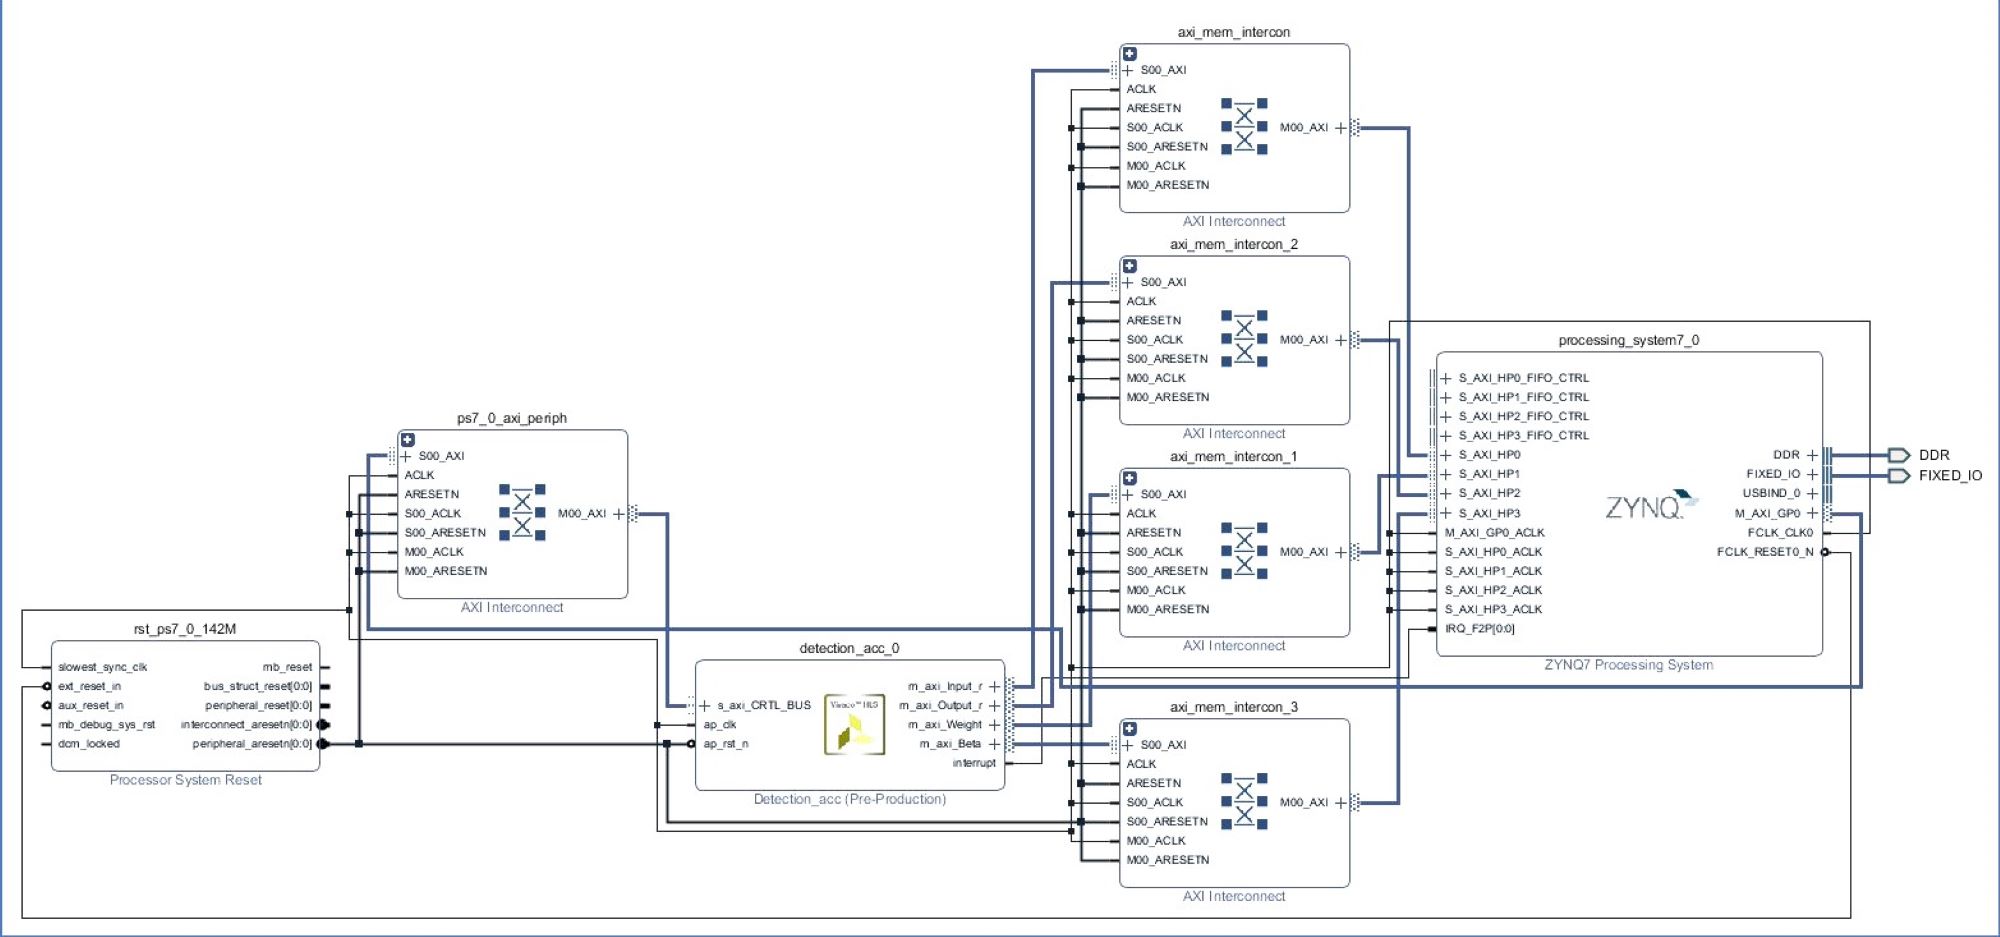 axi_mem_intercon
S00_AXI
ACLK
ARESETN
S00_ACLK
S00_ARESETN
M00_ACLK
M00_ARESETN
M00_AXI
AXI Interconnect
axi_mem_intercon_2
S00_AXI
ACLK
ARESETN
S00_ACLK
S00_ARESETN
M00_ACLK
M00_ARESETN
M00_AXI
AXI Interconnect
ps7_0_axi_periph
S00_AXI
ACLK
ARESETN
S00_ACLK
S00_ARESETN
M00_ACLK
M00_ARESETN
M00_AXI
AXI Interconnect
axi_mem_intercon_1
S00_AXI
ACLK
ARESETN
S00_ACLK
S00_ARESETN
M00_ACLK
M00_ARESETN
M00_AXI
AXI Interconnect
processing_system7_0
S_AXI_HP0_FIFO_CTRL
S_AXI_HP1_FIFO_CTRL
S_AXI_HP2_FIFO_CTRL
S_AXI_HP3_FIFO_CTRL
S_AXI_HP0
S_AXI_HP1
S_AXI_HP2
S_AXI_HP3
M_AXI_GP0_ACLK
S_AXI_HP0_ACLK
S_AXI_HP1_ACLK
S_AXI_HP2_ACLK
S_AXI_HP3_ACLK
IRQ_F2P[0:0]
ZYNQ
DDR
FIXED_IO
USBIND_0
M_AXI_GP0
FCLK_CLK0
FCLK_RESET0_N
ZYNQ7 Processing System
DDR
FIXED_IO
rst_ps7_0_142M
slowest_sync_clk
ext_reset_in
aux_reset_in
mb_debug_sys_rst
dcm_locked
mb_reset
bus_struct_reset[0:0]
peripheral_reset[0:0]
interconnect_aresetn[0:0]
peripheral_aresetn[0:0]
Processor System Reset
detection_acc_0
s_axi_CRTL_BUS
ap_clk
ap_rst_n
Vivado™ HLS
m_axi_Input_r
m_axi_Output_r
m_axi_Weight
m_axi_Beta
interrupt
Detection_acc (Pre-Production)
axi_mem_intercon_3
S00_AXI
ACLK
ARESETN
S00_ACLK
S00_ARESETN
M00_ACLK
M00_ARESETN
M00_AXI
AXI Interconnect